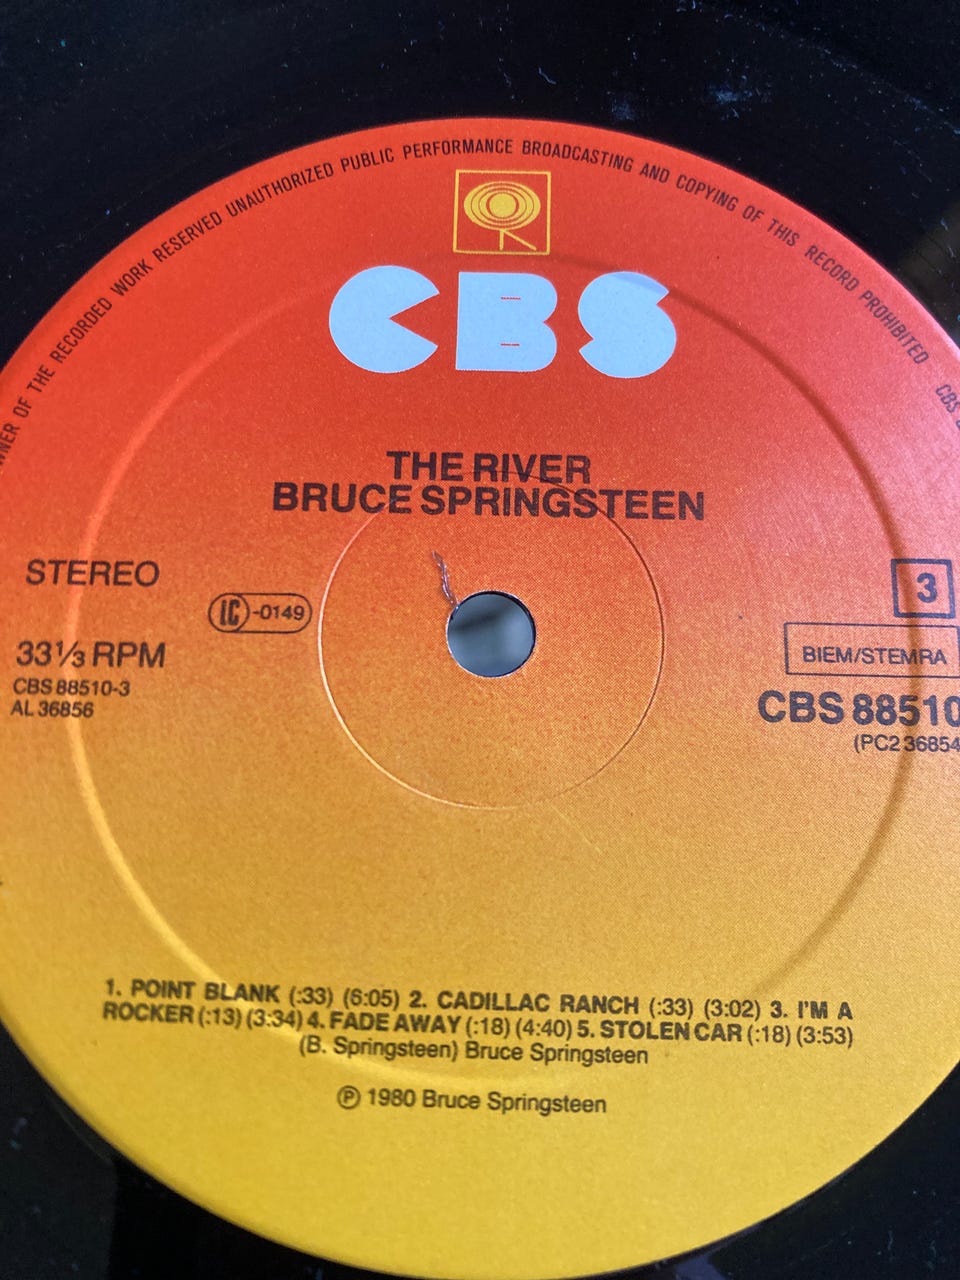 WNER OF THE RECORDED WORK RESERVED UNAUTHORIZED PUBLIC PERFORMANCE BROADCASTING AND COPYING OF THIS RECORD PROHIBITED CBS
CBS
THE RIVER
BRUCE SPRINGSTEEN
STEREO
LC-0149
33⅓ RPM
CBS 88510-3
AL 36856
3
BIEM/STEMRA
CBS 88510
(PC2 36854
1. POINT BLANK (:33) (6:05) 2. CADILLAC RANCH (:33) (3:02) 3. I'M A
ROCKER (:13) (3:34) 4. FADE AWAY (:18) (4:40) 5. STOLEN CAR (:18) (3:53)
(B. Springsteen) Bruce Springsteen
℗ 1980 Bruce Springsteen